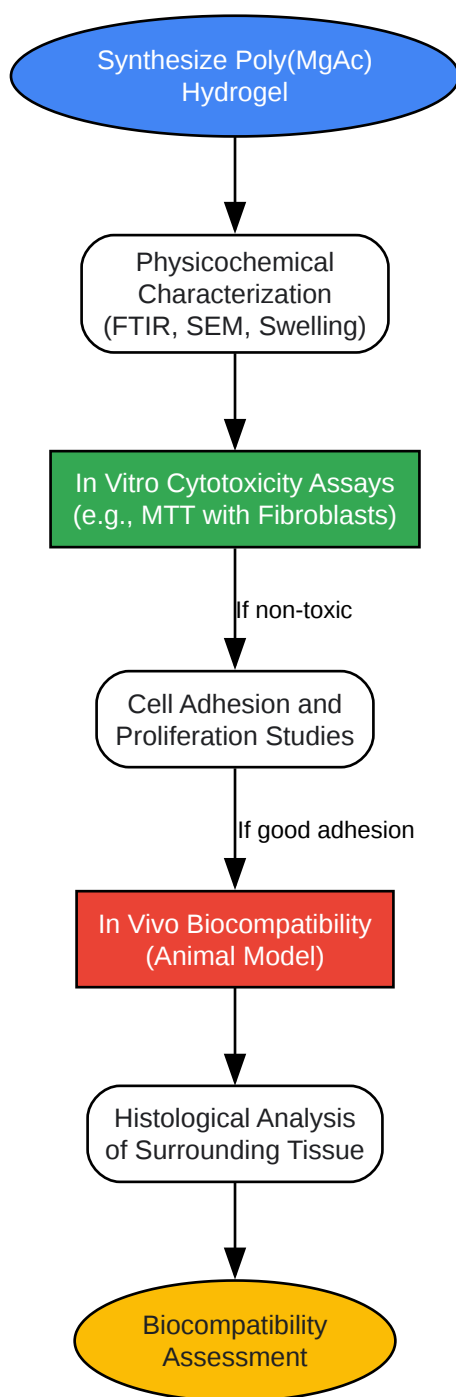 Synthesize Poly(MgAc)
Hydrogel
Physicochemical
Characterization
(FTIR, SEM, Swelling)
In Vitro Cytotoxicity Assays
(e.g., MTT with Fibroblasts)
If non-toxic
Cell Adhesion and
Proliferation Studies
If good adhesion
In Vivo Biocompatibility
(Animal Model)
Histological Analysis
of Surrounding Tissue
Biocompatibility
Assessment